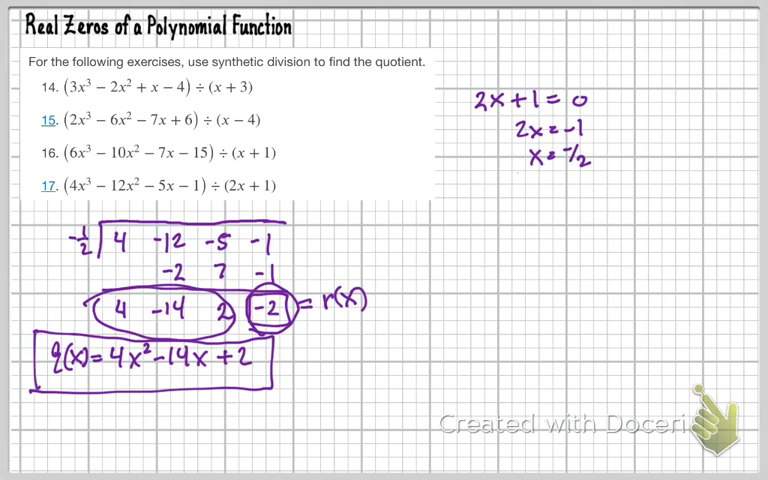 Real Zeros of a Polynomial Function
For the following exercises, use synthetic division to find the quotient.
14. (3x³ − 2x² + x − 4) ÷ (x + 3)
15. (2x³ − 6x² − 7x + 6) ÷ (x − 4)
16. (6x³ − 10x² − 7x − 15) ÷ (x + 1)
17. (4x³ − 12x² − 5x − 1) ÷ (2x + 1)
2x + 1 = 0
2x = -1
x = -1/2
-1/2 4 -12 -5 -1
-2 7 -1
4 -14 2 -2 = r(x)
q(x) = 4x² - 14x + 2
Created with Doceri